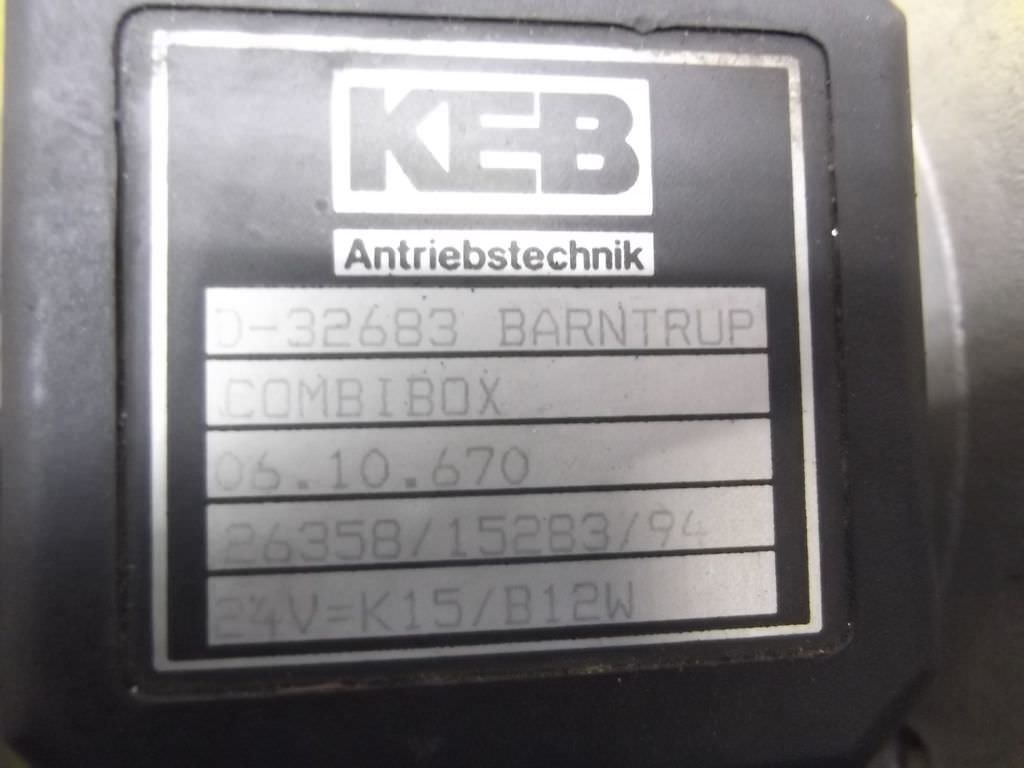 KEB
Antriebstechnik
D-32683 BARNTRUP
COMBIBOX
06.10.670
26358/15283/94
24V=K15/B12W